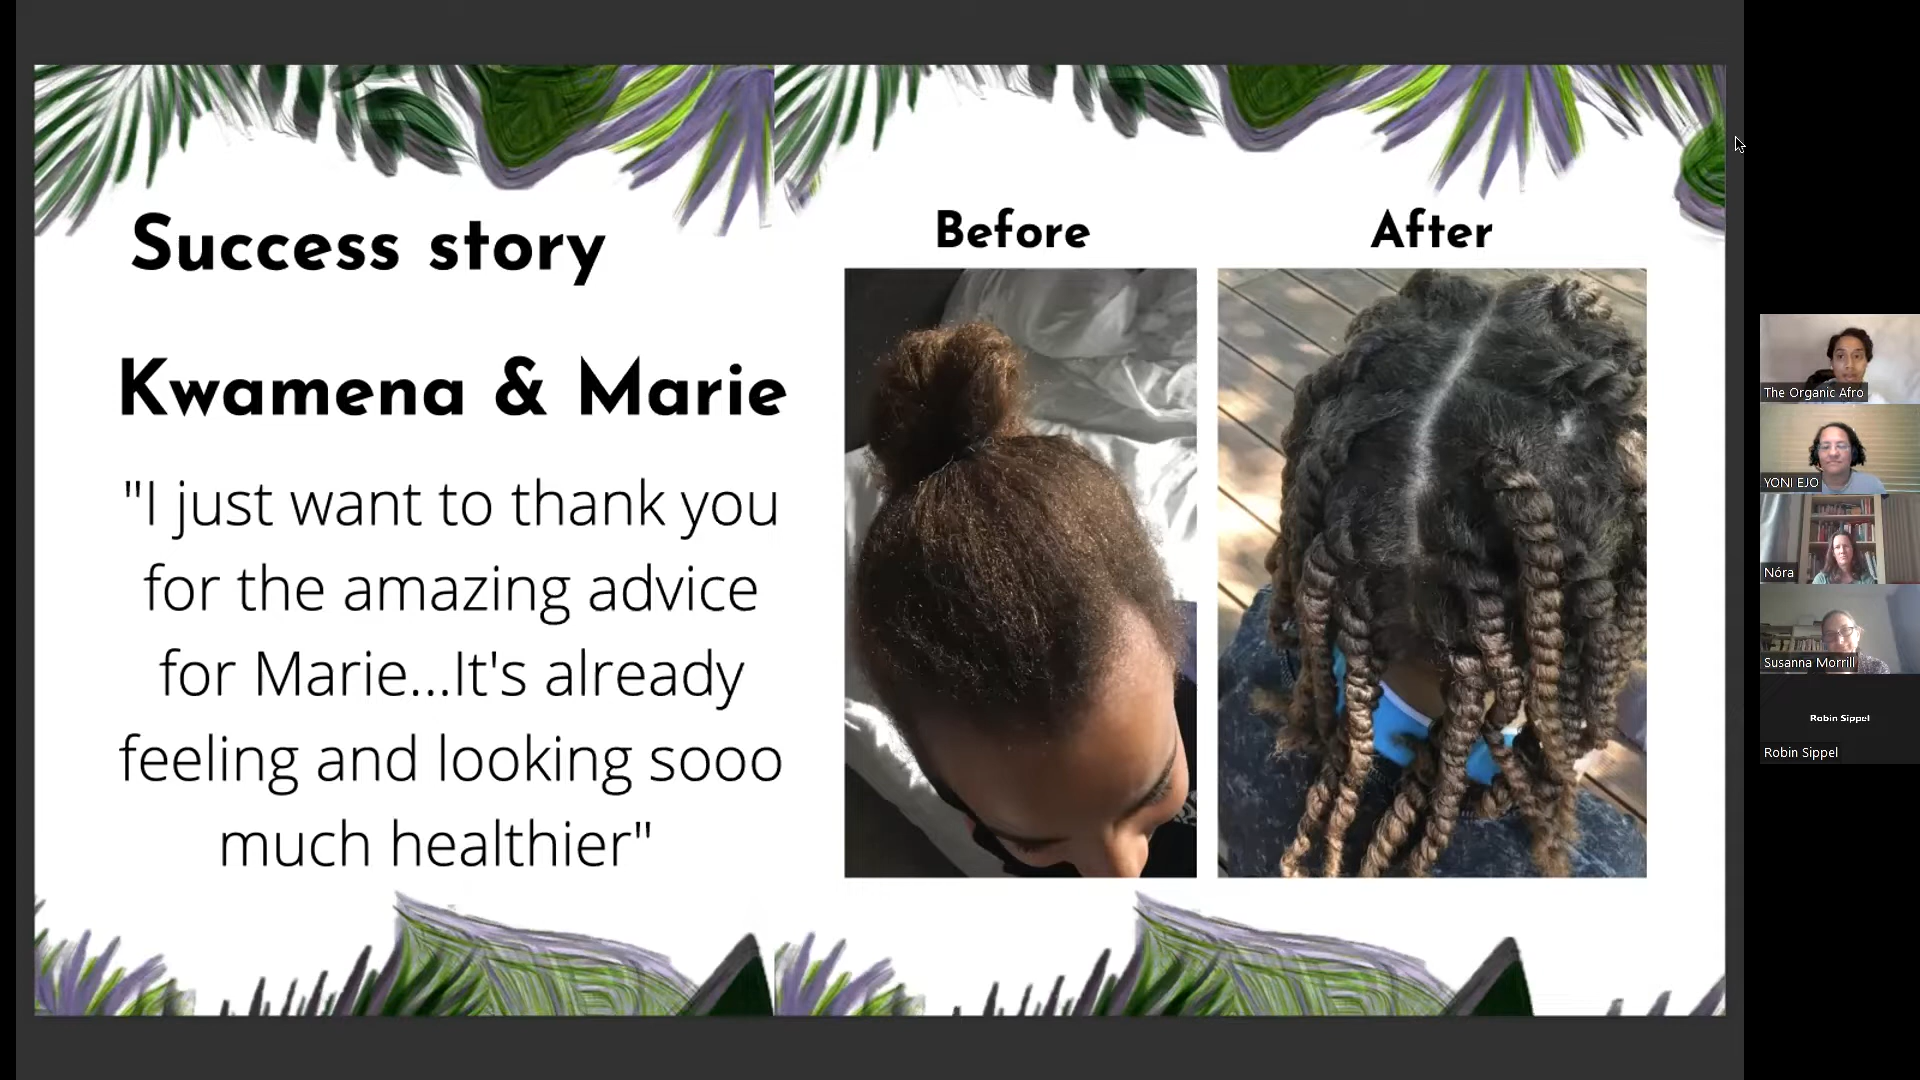 Success story
Kwamena & Marie
"I just want to thank you
for the amazing advice
for Marie...It's already
feeling and looking sooo
much healthier"
Before
After
The Organic Afro
YONI EJO
Nóra
Susanna Morrill
Robin Sippel
Robin Sippel